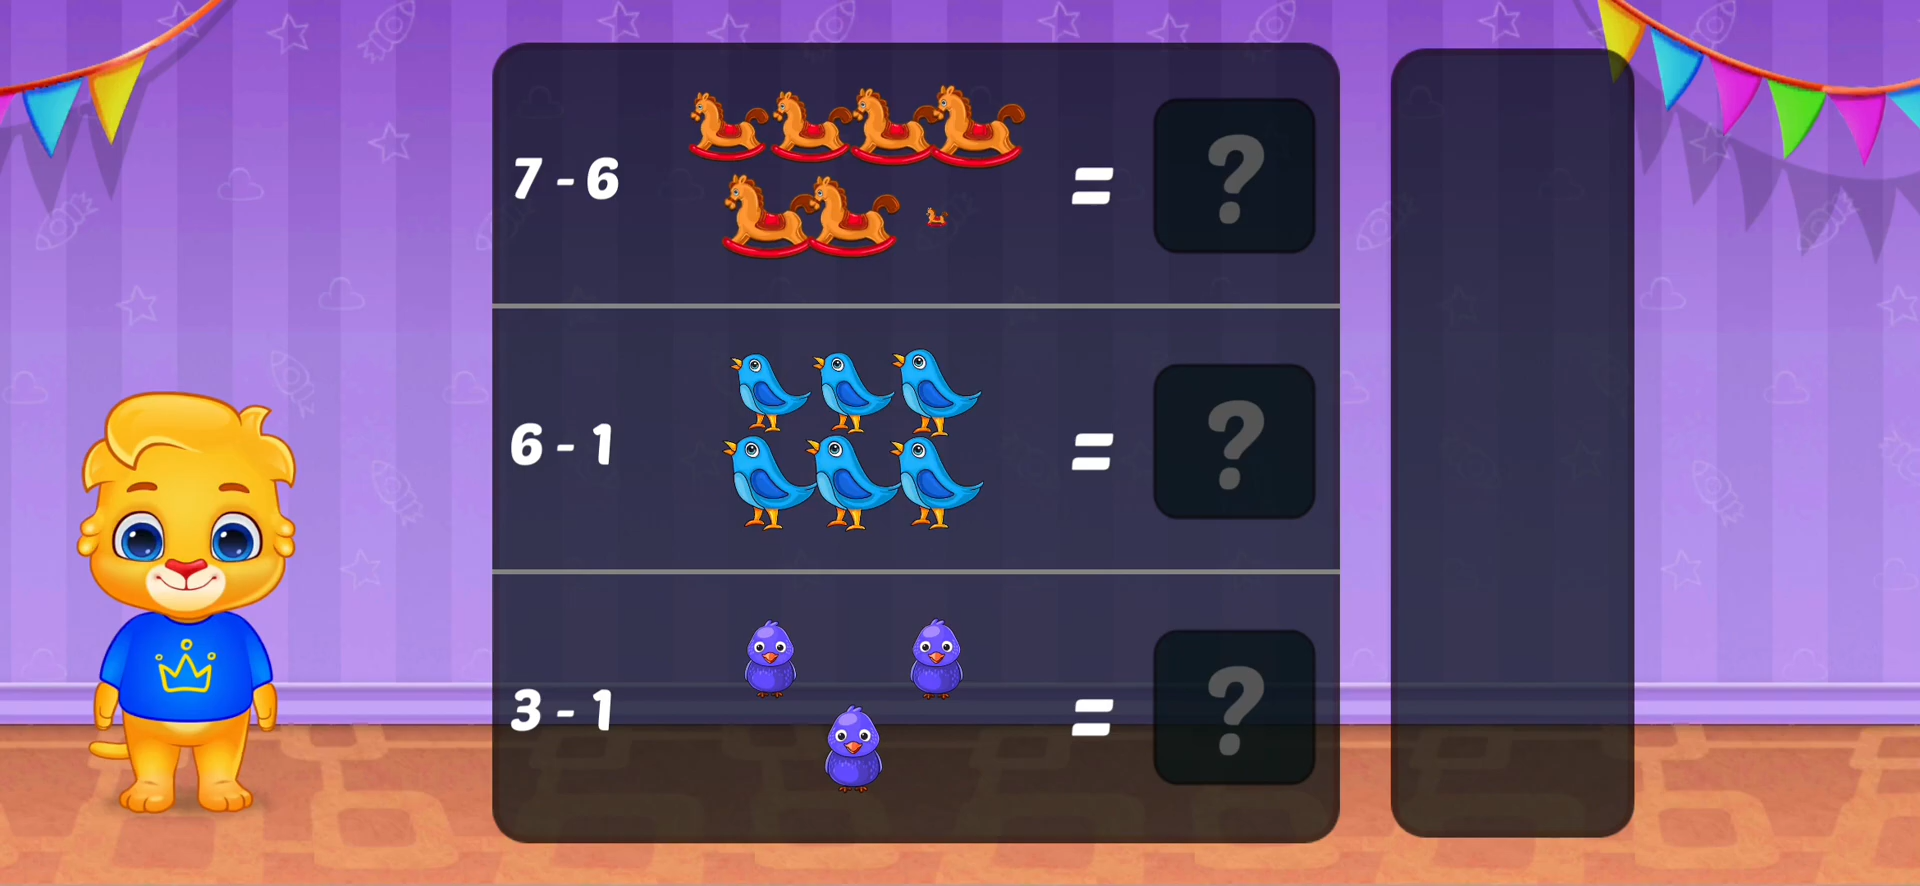 7 - 6 = ?
6 - 1 = ?
3 - 1 = ?